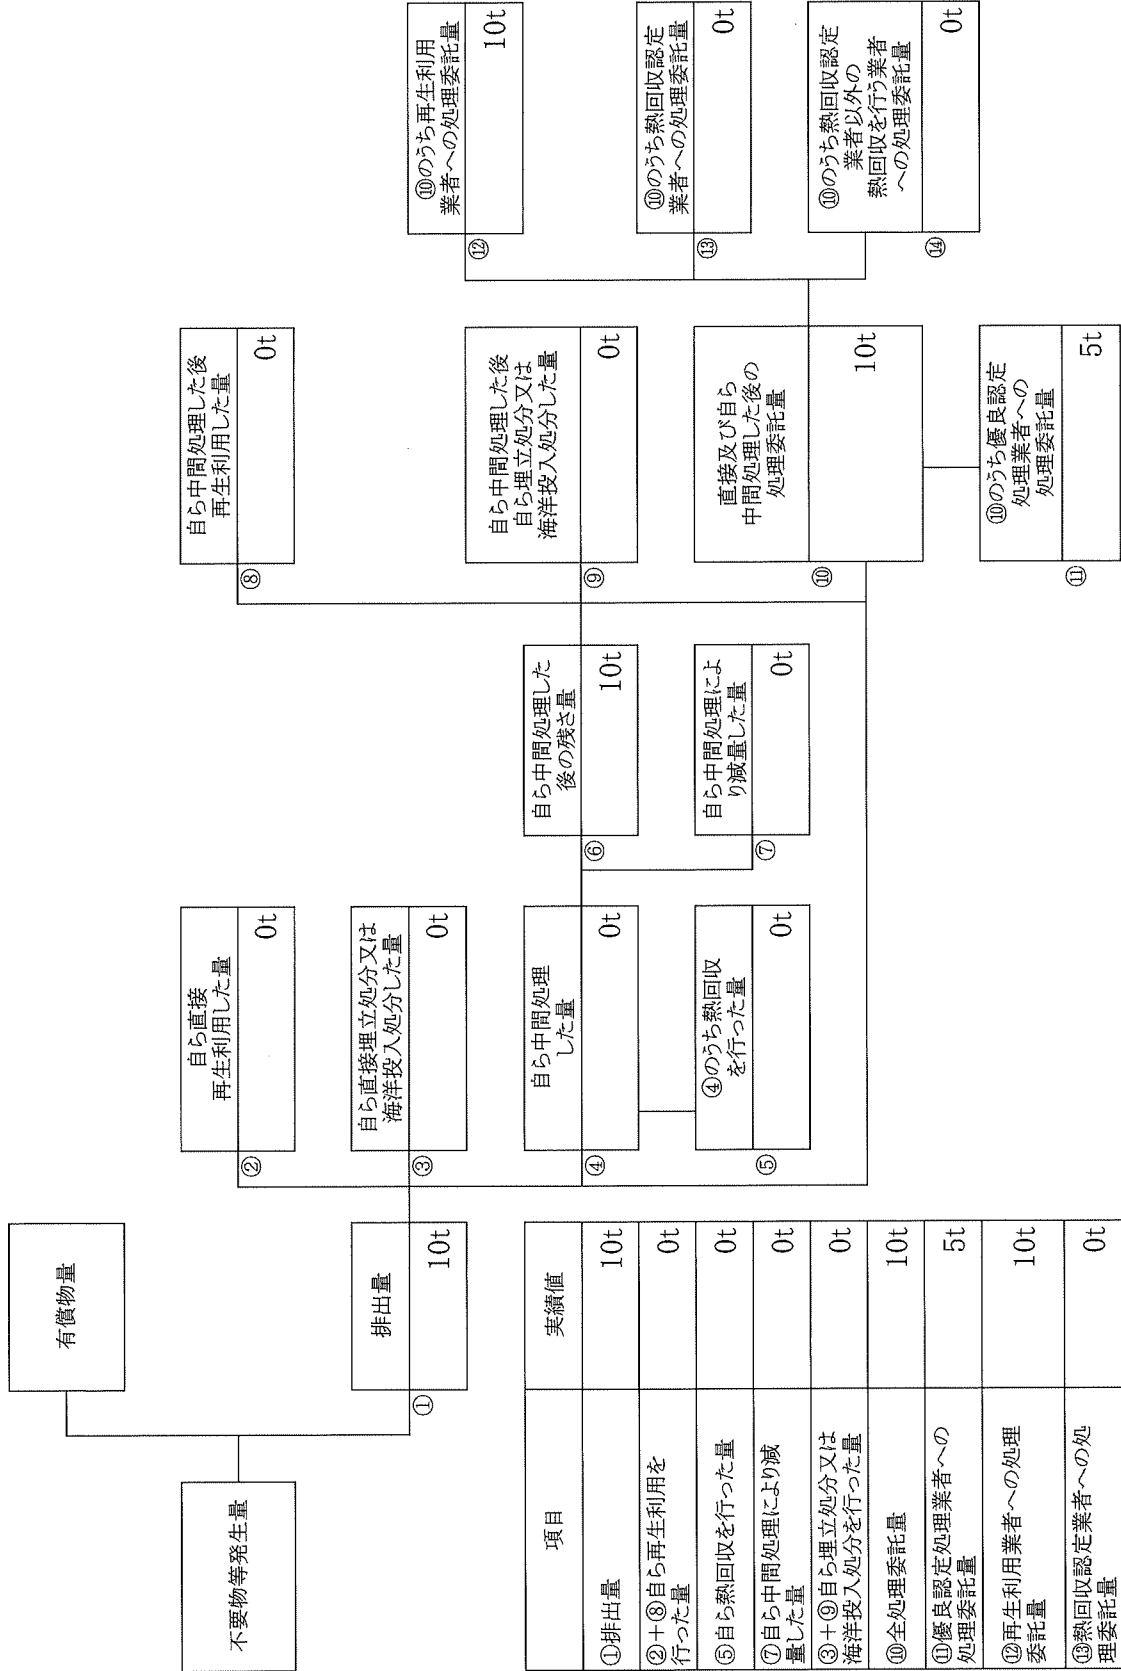 不要物等発生量
有償物量
①
排出量
10t
②
自ら直接
再生利用した量
0t
③
自ら直接埋立処分又は
海洋投入処分した量
0t
④
自ら中間処理
した量
0t
⑤
④のうち熱回収
を行った量
0t
⑥
自ら中間処理した
後の残さ量
10t
⑦
自ら中間処理によ
り減量した量
0t
⑧
自ら中間処理した後
再生利用した量
0t
⑨
自ら中間処理した後
自ら埋立処分又は
海洋投入処分した量
0t
⑩
直接及び自ら
中間処理した後の
処理委託量
10t
⑪
⑩のうち優良認定
処理業者への
処理委託量
5t
⑫
⑩のうち再生利用
業者への処理委託量
10t
⑬
⑩のうち熱回収認定
業者への処理委託量
0t
⑭
⑩のうち熱回収認定
業者以外の
熱回収を行う業者
への処理委託量
0t
項目 実績値
①排出量 10t
②+⑧自ら再生利用を
行った量 0t
⑤自ら熱回収を行った量 0t
⑦自ら中間処理により減
量した量 0t
③+⑨自ら埋立処分又は
海洋投入処分を行った量 0t
⑩全処理委託量 10t
⑪優良認定処理業者への
処理委託量 5t
⑫再生利用業者への処理
委託量 10t
⑬熱回収認定業者への処
理委託量 0t